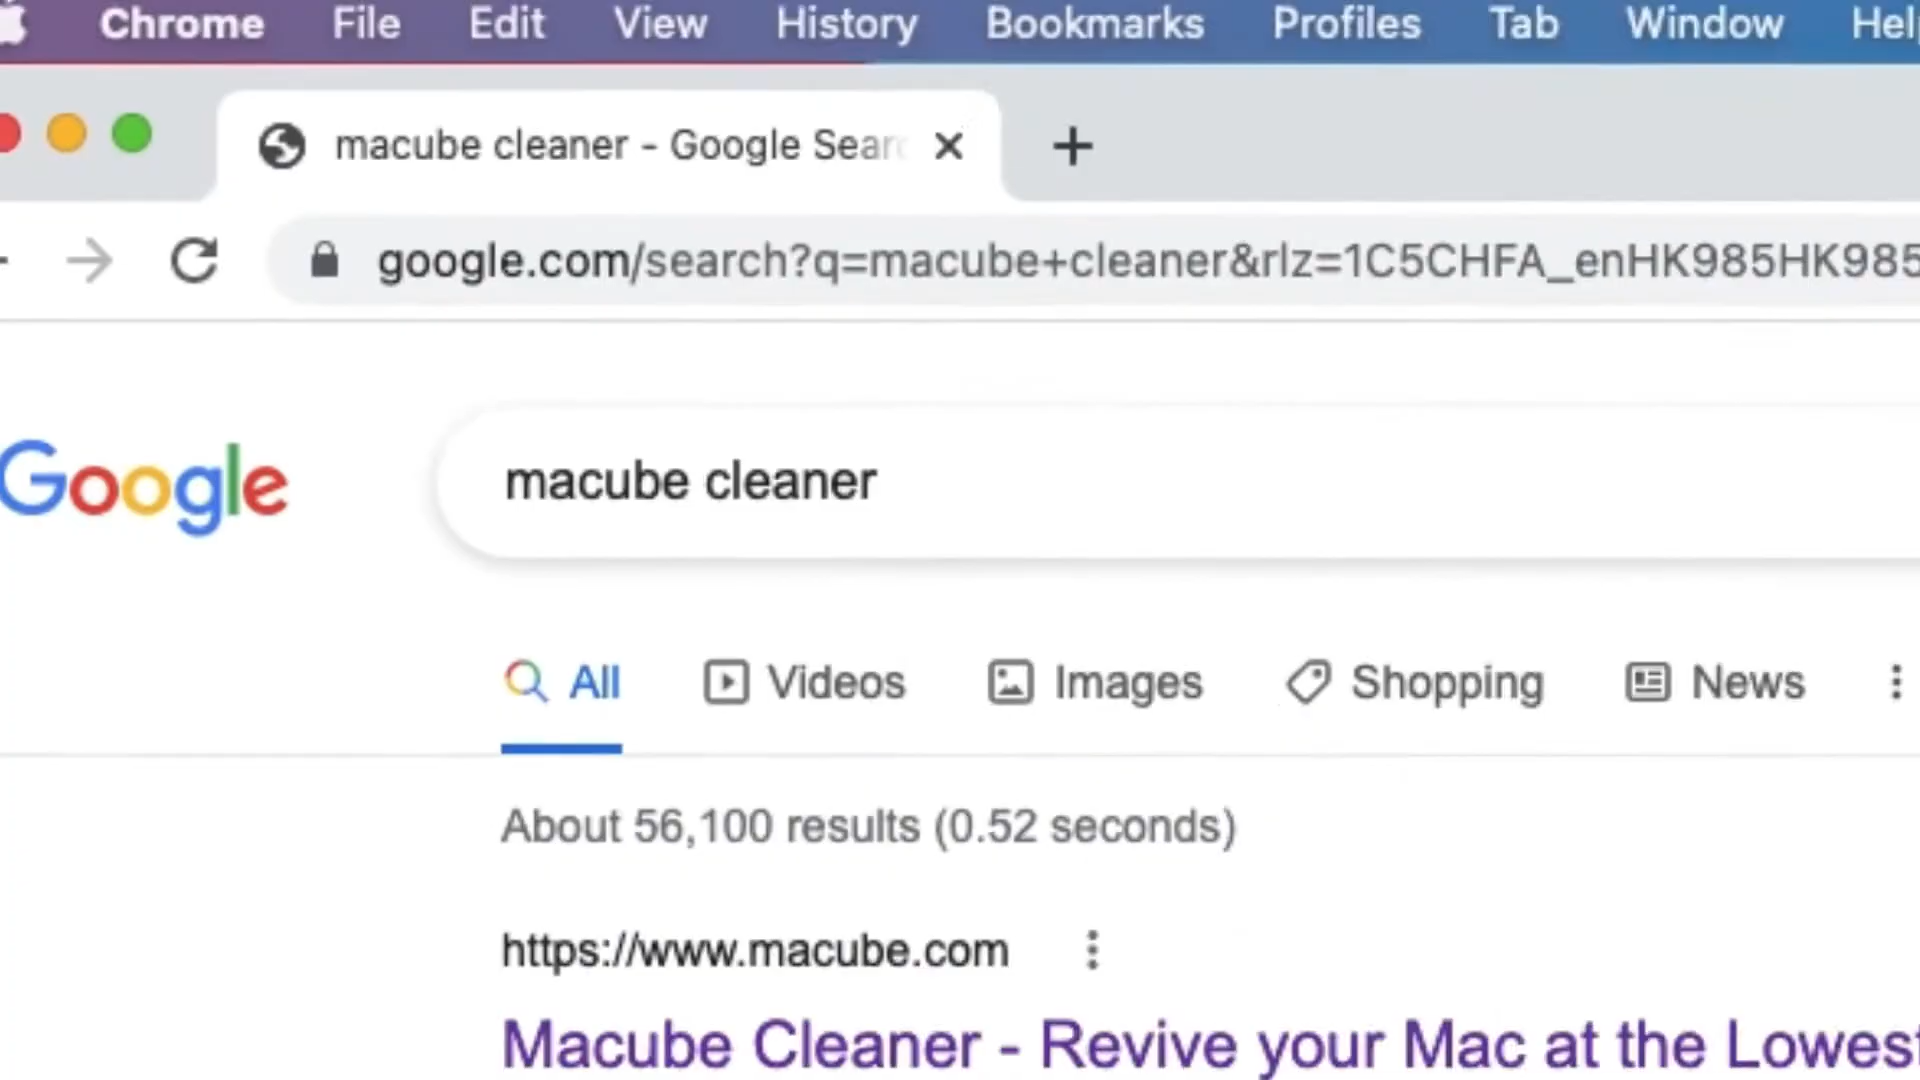 Chrome File Edit View History Bookmarks Profiles Tab Window
macube cleaner - Google Sear
google.com/search?q=macube+cleaner&rlz=1C5CHFA_enHK985HK985
Google
macube cleaner
All Videos Images Shopping News
About 56,100 results (0.52 seconds)
https://www.macube.com
Macube Cleaner - Revive your Mac at the Lowest